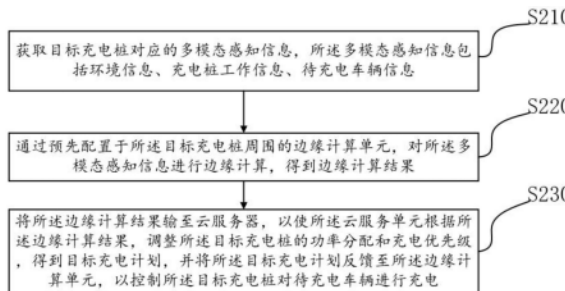 S210
获取目标充电桩对应的多模态感知信息，所述多模态感知信息包
括环境信息、充电桩工作信息、待充电车辆信息
S220
通过预先配置于所述目标充电桩周围的边缘计算单元，对所述多
模态感知信息进行边缘计算，得到边缘计算结果
S230
将所述边缘计算结果输至云服务器，以使所述云服务单元根据所
述边缘计算结果，调整所述目标充电桩的功率分配和充电优先级
，得到目标充电计划，并将所述目标充电计划反馈至所述边缘计
算单元，以控制所述目标充电桩对待充电车辆进行充电